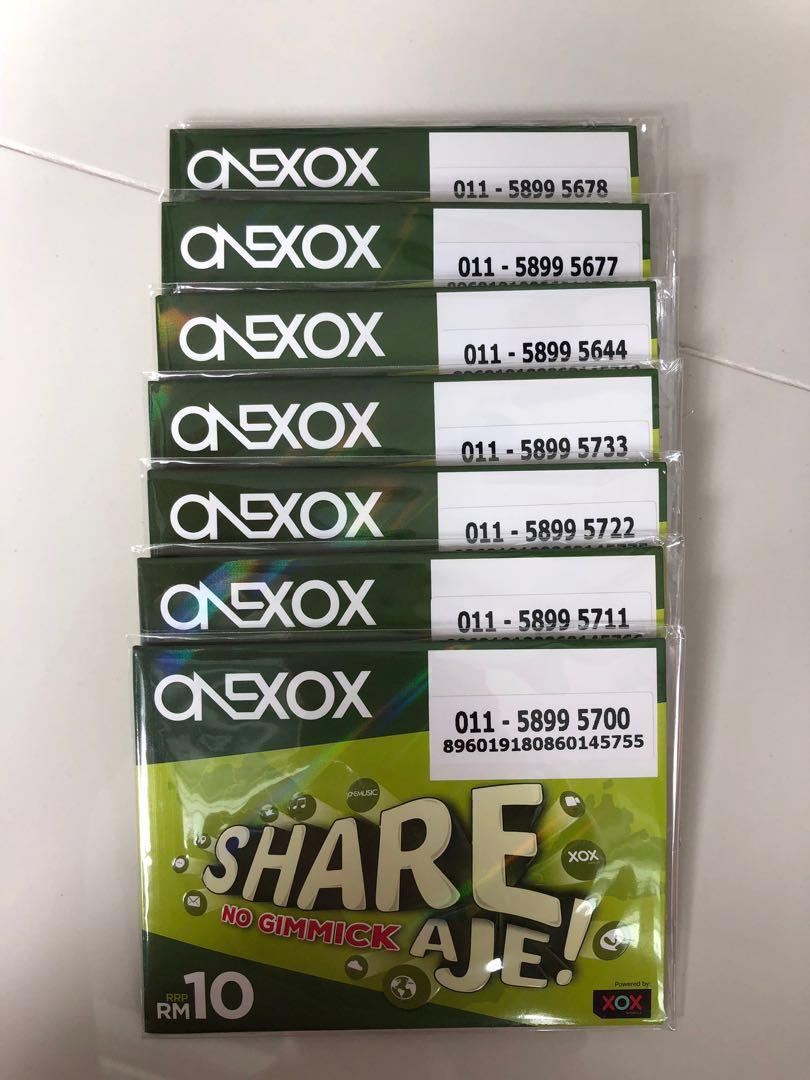 ONEXOX
011 - 5899 5678
ONEXOX
011 - 5899 5677
ONEXOX
011 - 5899 5644
ONEXOX
011 - 5899 5733
ONEXOX
011 - 5899 5722
ONEXOX
011 - 5899 5711
ONEXOX
011 - 5899 5700
896019180860145755
ONEMUSIC
SHARE
XOX
NO GIMMICK
AJE!
RRP
RM10
Powered by:
XOX